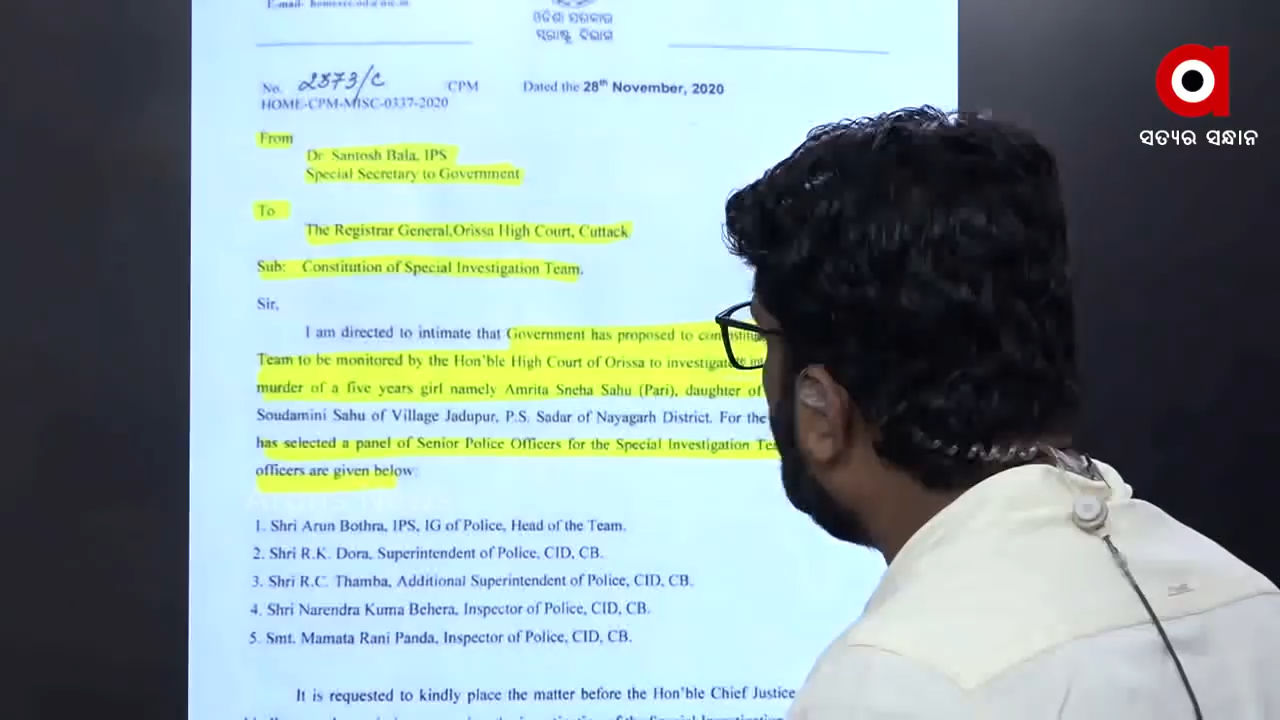 ଓଡ଼ିଶା ସରକାର
ସ୍ୱରାଷ୍ଟ୍ର ବିଭାଗ
No. 2873/C CPM Dated the 28th November, 2020
HOME-CPM-MISC-0337-2020
ସତ୍ୟର ସନ୍ଧାନ
From
Dr. Santosh Bala, IPS
Special Secretary to Government
To
The Registrar General,Orissa High Court, Cuttack
Sub: Constitution of Special Investigation Team.
Sir,
I am directed to intimate that Government has proposed to
Team to be monitored by the Hon'ble High Court of Orissa to
murder of a five years girl namely Amrita Sneha Sahu (Pari), daughter of
Soudamini Sahu of Village Jadupur, P.S. Sadar of Nayagarh District. For the
has selected a panel of Senior Police Officers for the Special Investigation
officers are given below:
1. Shri Arun Bothra, IPS, IG of Police, Head of the Team.
2. Shri R.K. Dora, Superintendent of Police, CID, CB.
3. Shri R.C. Thamba, Additional Superintendent of Police, CID, CB.
4. Shri Narendra Kuma Behera, Inspector of Police, CID, CB.
5. Smt. Mamata Rani Panda, Inspector of Police, CID, CB.
It is requested to kindly place the matter before the Hon'ble Chief Justice